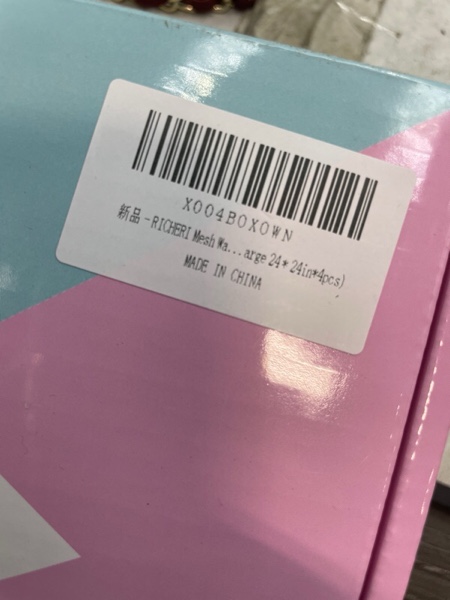 X004B0X0WN
新品 - RICHERI Mesh Wa...arge 24*24in*4pcs)
MADE IN CHINA